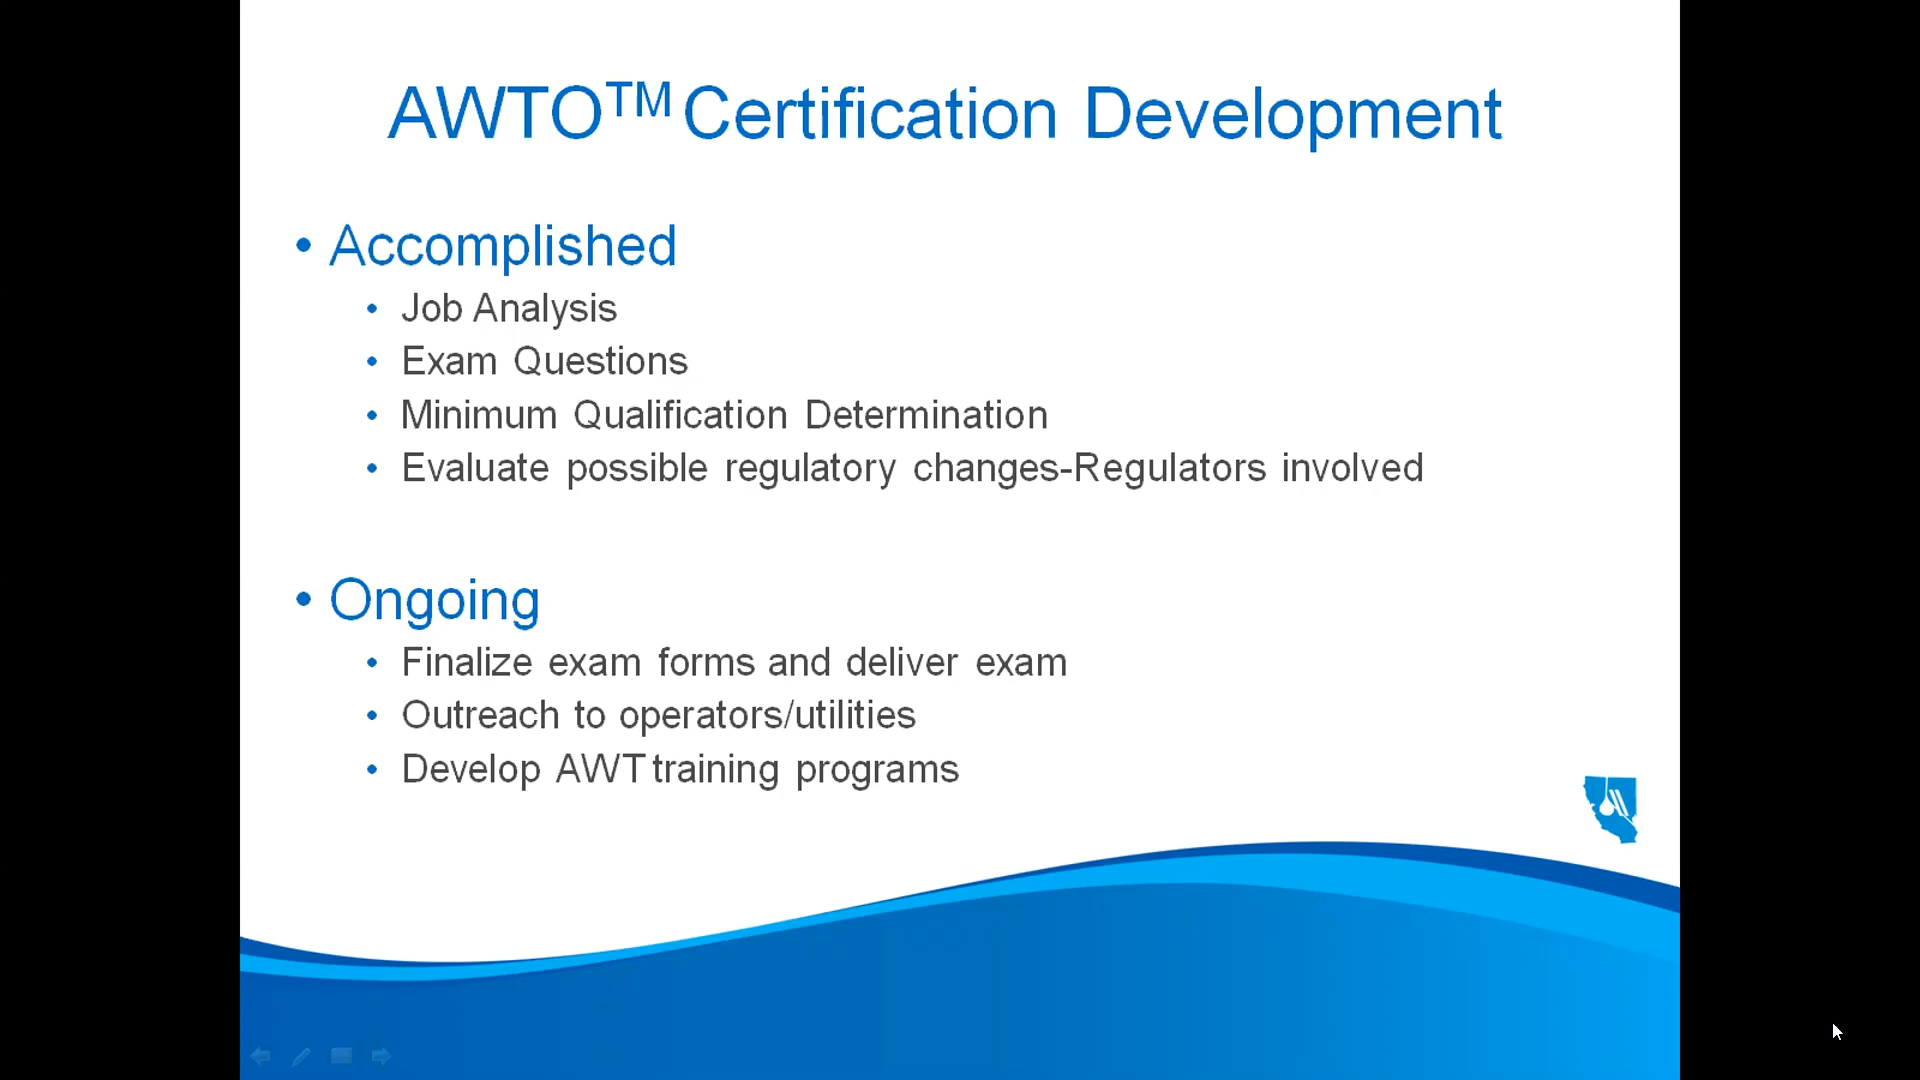 AWTO™ Certification Development
• Accomplished
• Job Analysis
• Exam Questions
• Minimum Qualification Determination
• Evaluate possible regulatory changes-Regulators involved
• Ongoing
• Finalize exam forms and deliver exam
• Outreach to operators/utilities
• Develop AWT training programs